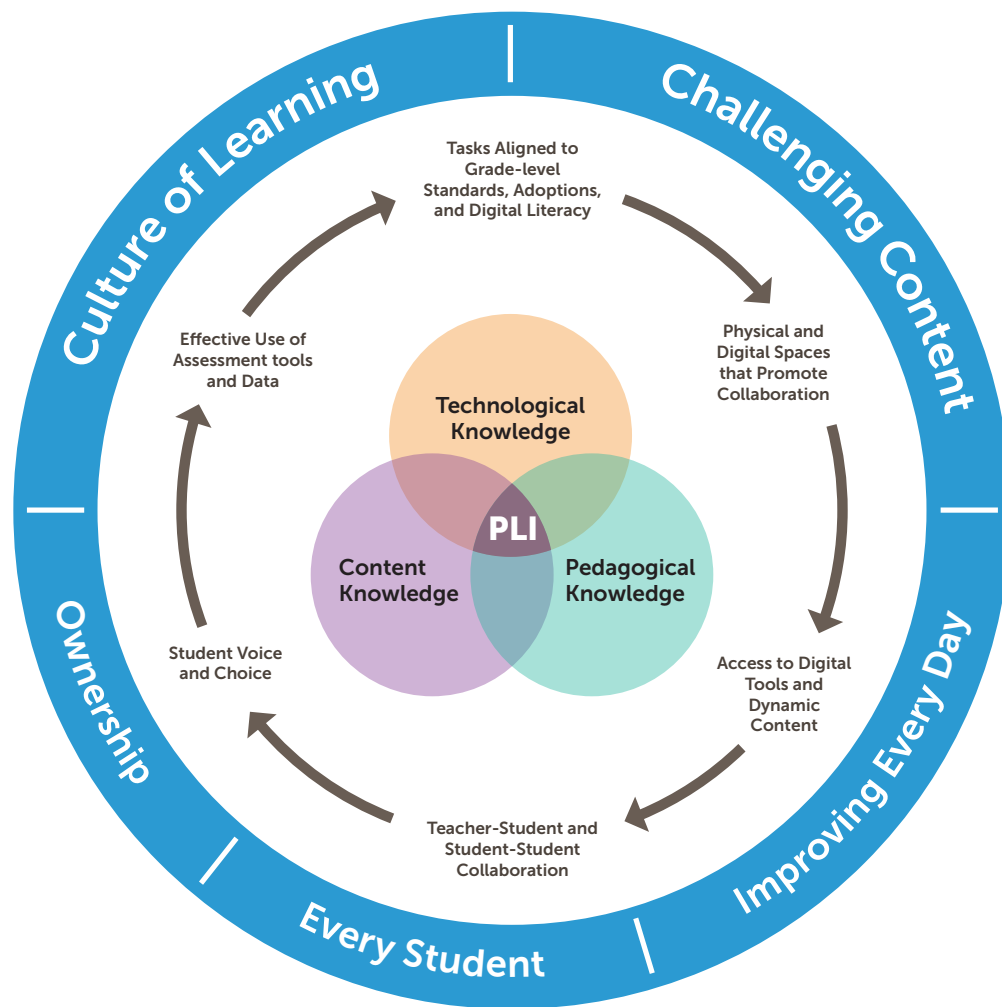 Culture of Learning
Challenging Content
Improving Every Day
Every Student
Ownership
Tasks Aligned to
Grade-level
Standards, Adoptions,
and Digital Literacy
Physical and
Digital Spaces
that Promote
Collaboration
Access to Digital
Tools and
Dynamic
Content
Teacher-Student and
Student-Student
Collaboration
Student Voice
and Choice
Effective Use of
Assessment tools
and Data
Technological
Knowledge
PLI
Content
Knowledge
Pedagogical
Knowledge